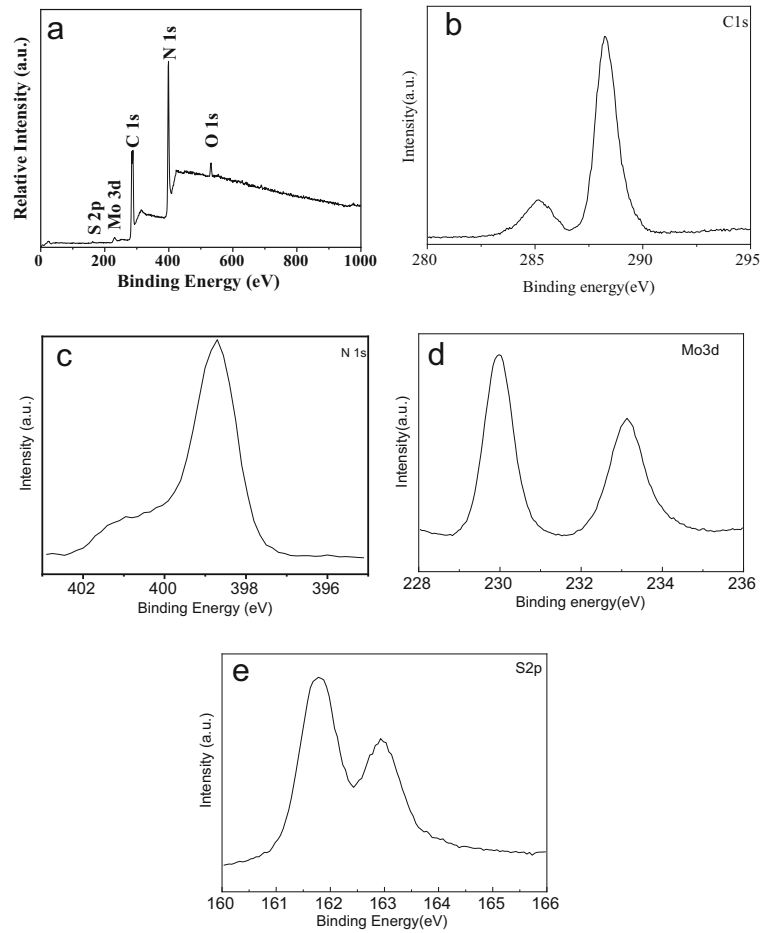 a
Relative Intensity (a.u.)
S 2p
Mo 3d
C 1s
N 1s
O 1s
0 200 400 600 800 1000
Binding Energy (eV)
b
C1s
Intensity(a.u.)
280 285 290 295
Binding energy(eV)
c
N 1s
Intensity (a.u.)
402 400 398 396
Binding Energy (eV)
d
Mo3d
Intensity(a.u.)
228 230 232 234 236
Binding energy(eV)
e
S2p
Intensity (a.u.)
160 161 162 163 164 165 166
Binding Energy(eV)